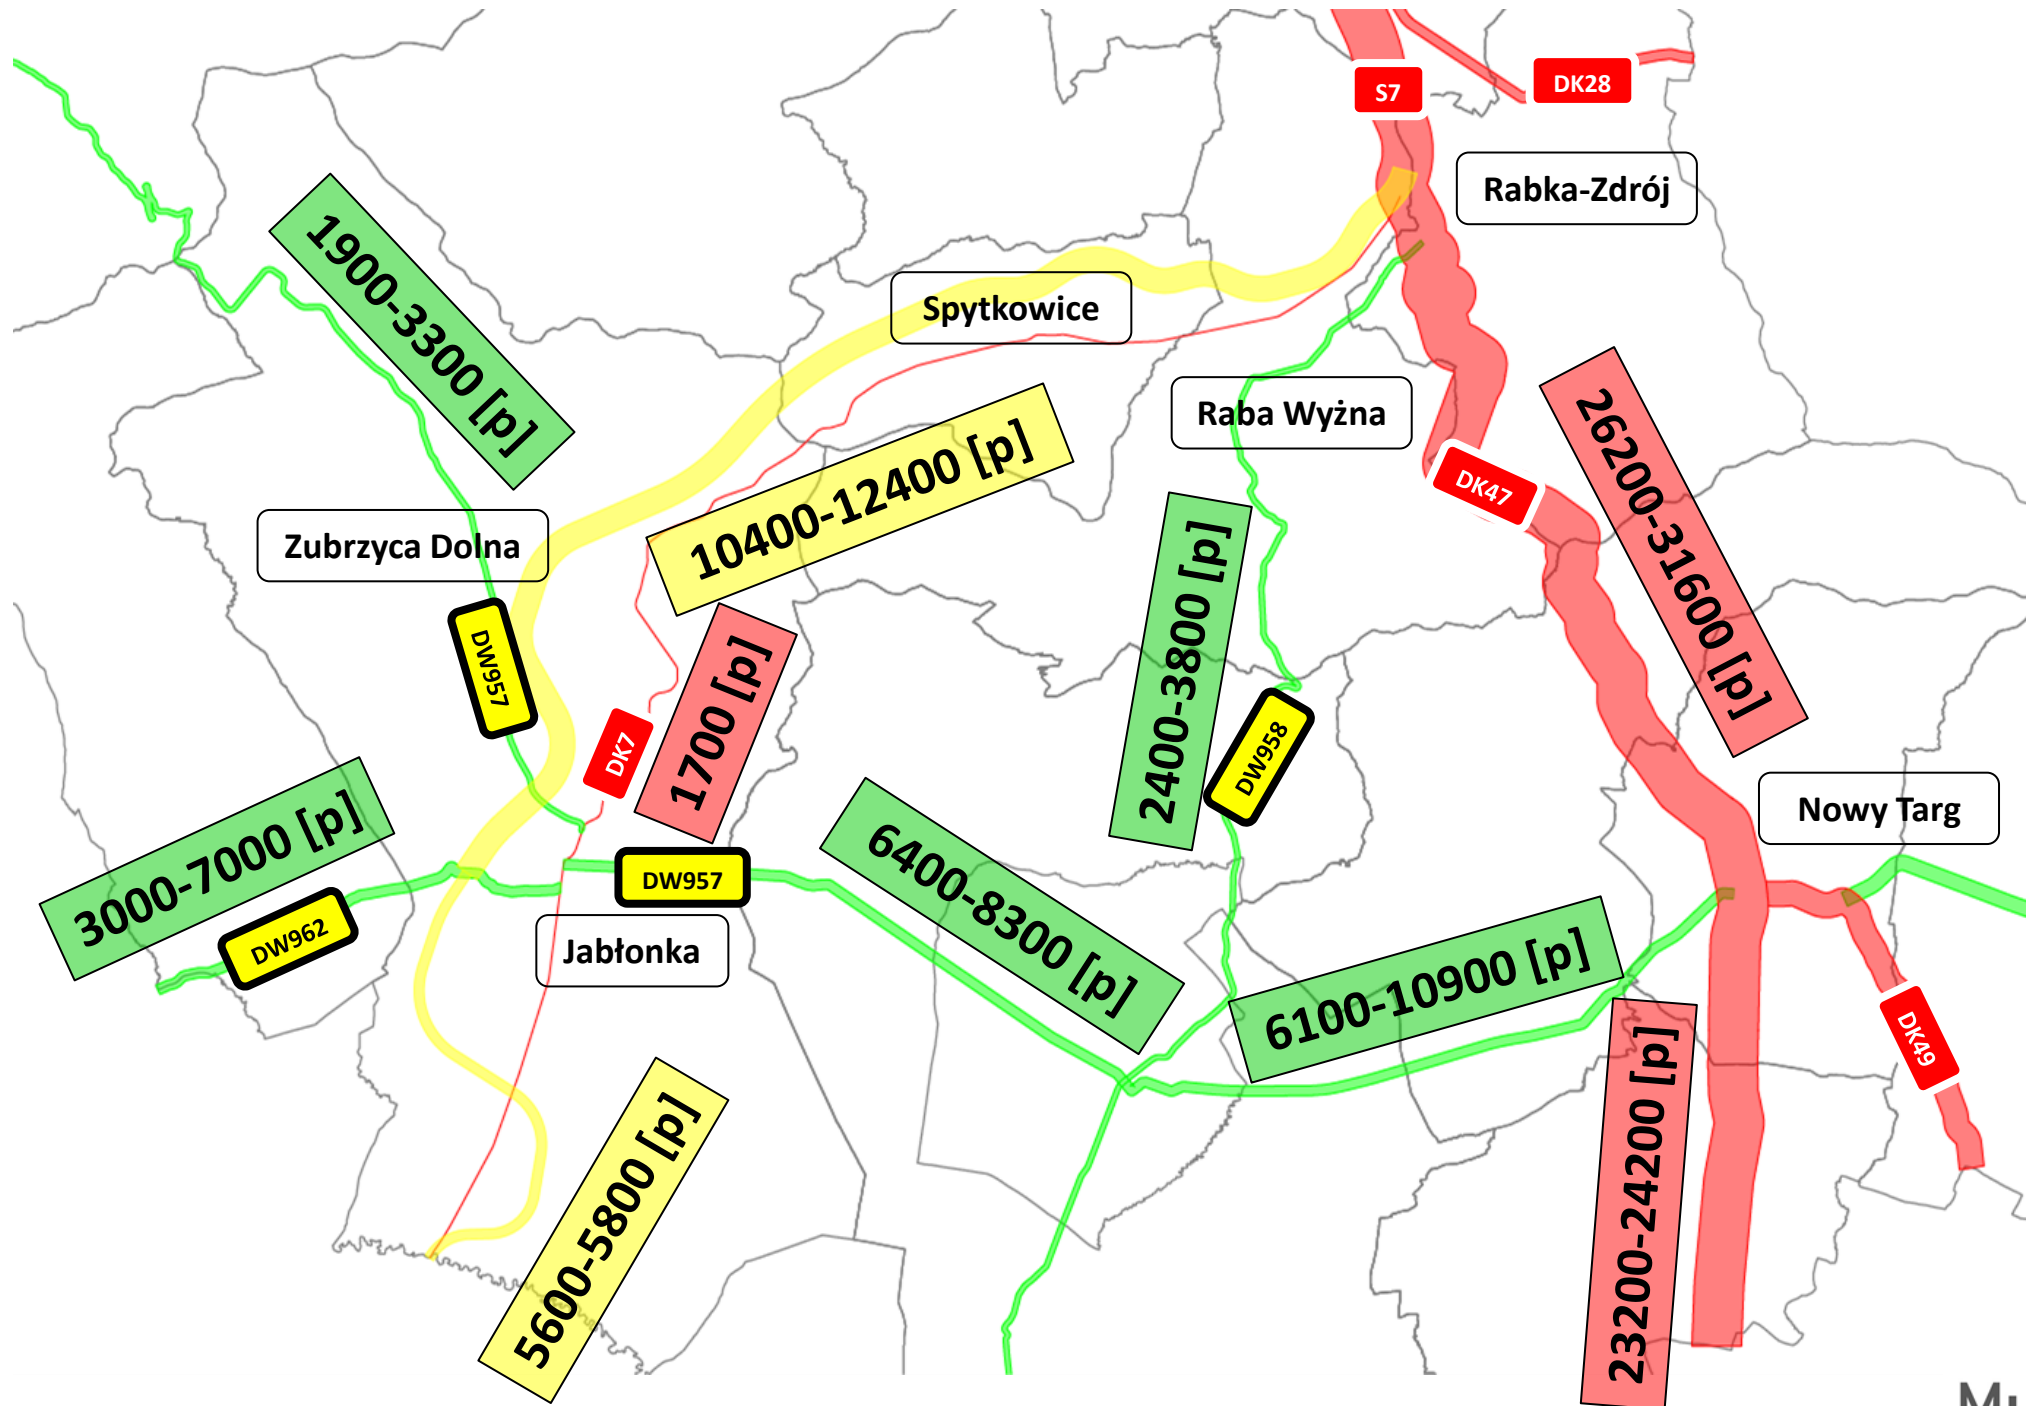 S7
DK28
Rabka-Zdrój
1900-3300 [p]
Spytkowice
Raba Wyżna
26200-31600 [p]
10400-12400 [p]
DK47
Zubrzyca Dolna
2400-3800 [p]
DW957
1700 [p]
DK7
DW958
Nowy Targ
3000-7000 [p]
DW957
6400-8300 [p]
DW962
Jabłonka
6100-10900 [p]
DK49
5600-5800 [p]
23200-24200 [p]